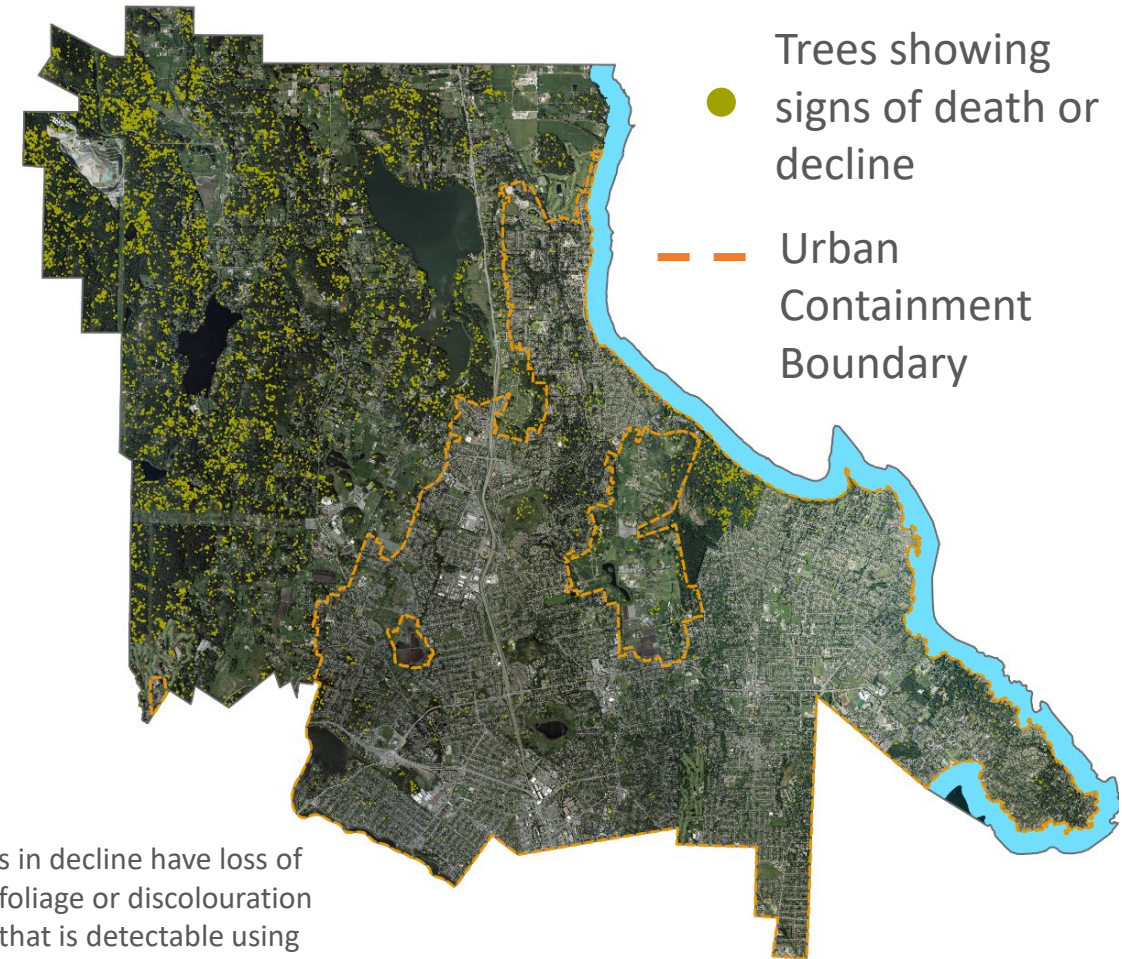 Trees showing
signs of death or
decline
Urban
Containment
Boundary
s in decline have loss of
foliage or discolouration
that is detectable using